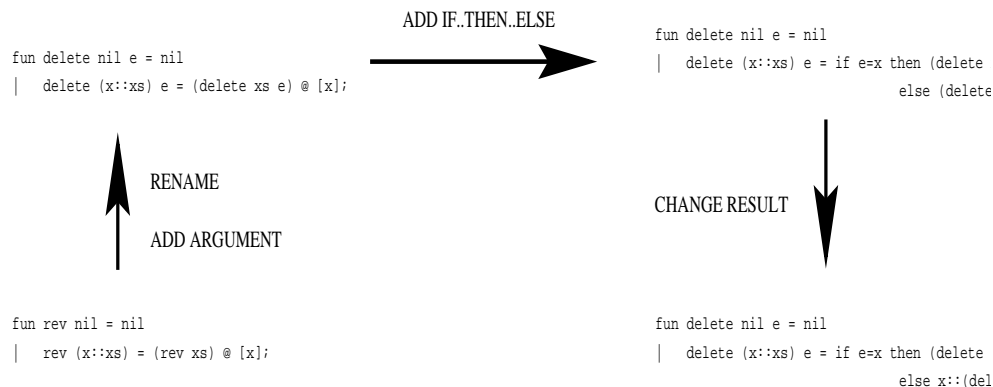 ADD IF..THEN..ELSE
fun delete nil e = nil
| delete (x::xs) e = (delete xs e) @ [x];
fun delete nil e = nil
| delete (x::xs) e = if e=x then (delete
else (delete
RENAME
ADD ARGUMENT
CHANGE RESULT
fun rev nil = nil
| rev (x::xs) = (rev xs) @ [x];
fun delete nil e = nil
| delete (x::xs) e = if e=x then (delete
else x::(del